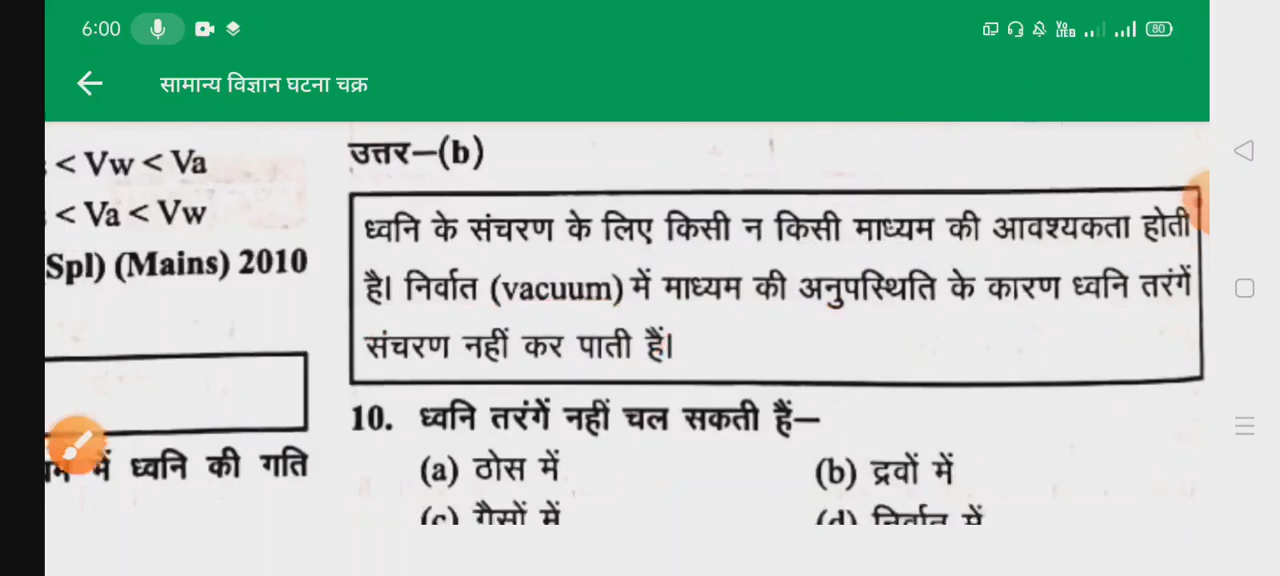 6:00
80
सामान्य विज्ञान घटना चक्र
< Vw < Va
< Va < Vw
Spl) (Mains) 2010
में ध्वनि की गति
उत्तर–(b)
ध्वनि के संचरण के लिए किसी न किसी माध्यम की आवश्यकता होती
है। निर्वात (vacuum) में माध्यम की अनुपस्थिति के कारण ध्वनि तरंगें
संचरण नहीं कर पाती हैं।
10. ध्वनि तरंगें नहीं चल सकती हैं–
(a) ठोस में (b) द्रवों में
(c) गैसों में (d) निर्वात में